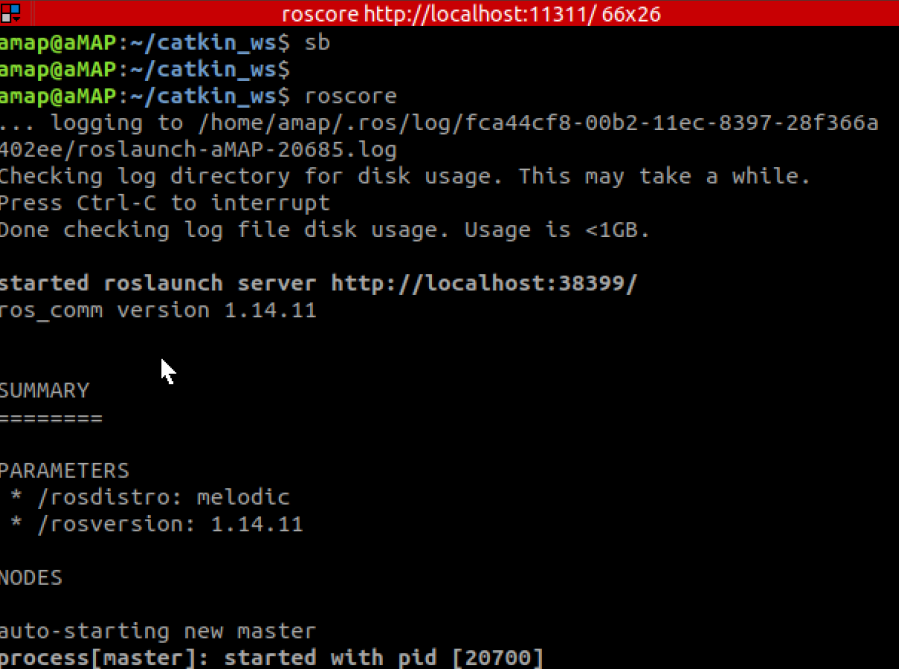 roscore http://localhost:11311/ 66x26
amap@aMAP:~/catkin_ws$ sb
amap@aMAP:~/catkin_ws$
amap@aMAP:~/catkin_ws$ roscore
... logging to /home/amap/.ros/log/fca44cf8-00b2-11ec-8397-28f366a
402ee/roslaunch-aMAP-20685.log
Checking log directory for disk usage. This may take a while.
Press Ctrl-C to interrupt
Done checking log file disk usage. Usage is <1GB.
started roslaunch server http://localhost:38399/
ros_comm version 1.14.11
SUMMARY
========
PARAMETERS
* /rosdistro: melodic
* /rosversion: 1.14.11
NODES
auto-starting new master
process[master]: started with pid [20700]